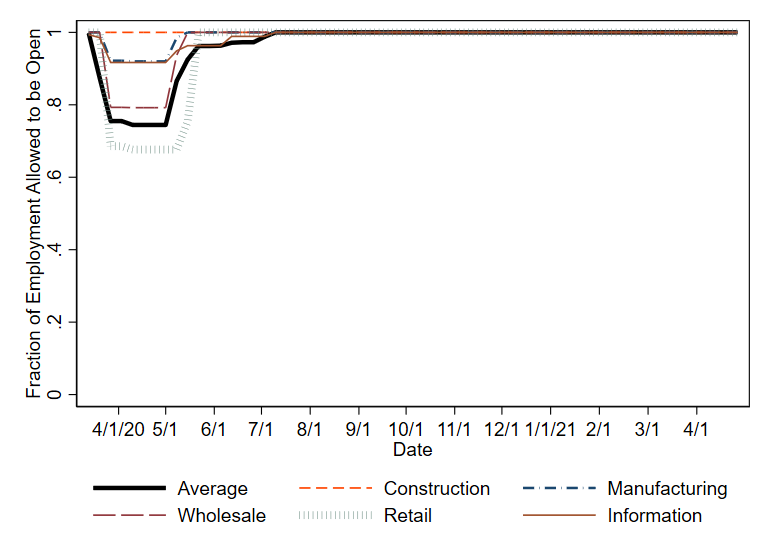 Fraction of Employment Allowed to be Open
1
.8
.6
.4
.2
0
4/1/20 5/1 6/1 7/1 8/1 9/1 10/1 11/1 12/1 1/1/21 2/1 3/1 4/1
Date
Average Construction Manufacturing
Wholesale Retail Information